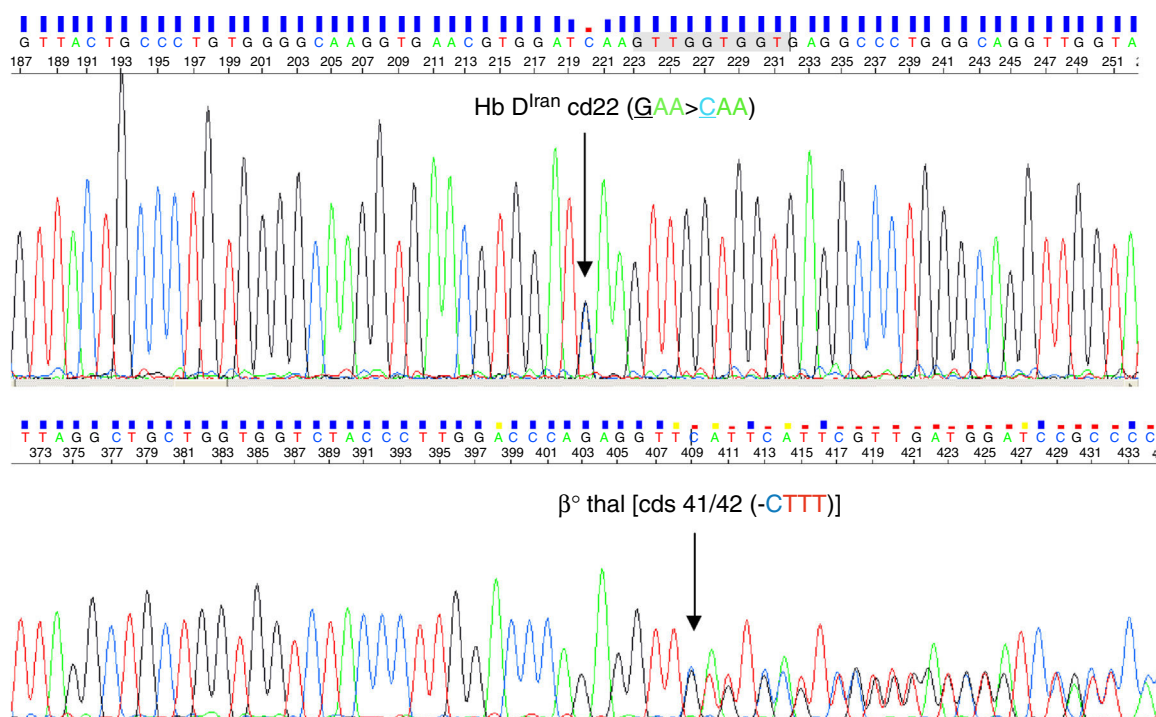 GTTACTGCCCTGTGGGGCAAGGTGAACGTGGATCAAGTTGGTGGTGAGGCCCTGGGCAGGTTGGTA
187 189 191 193 195 197 199 201 203 205 207 209 211 213 215 217 219 221 223 225 227 229 231 233 235 237 239 241 243 245 247 249 251
Hb D^Iran cd22 (GAA>CAA)
TTAGGCTGCTGGTGGTCTACCCTTGGACCCAGAGGTTCATTCATTCGTTGATGGATCCGCCCC
373 375 377 379 381 383 385 387 389 391 393 395 397 399 401 403 405 407 409 411 413 415 417 419 421 423 425 427 429 431 433
β° thal [cds 41/42 (-CTTT)]